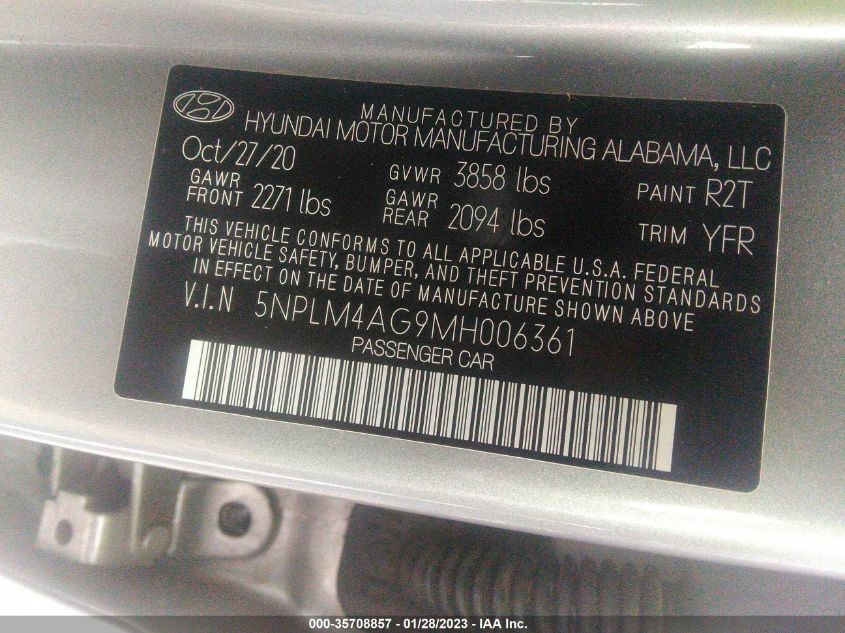 MANUFACTURED BY
HYUNDAI MOTOR MANUFACTURING ALABAMA, LLC
Oct/27/20 GVWR 3858 lbs PAINT R2T
GAWR FRONT 2271 lbs GAWR REAR 2094 lbs TRIM YFR
THIS VEHICLE CONFORMS TO ALL APPLICABLE U.S.A. FEDERAL
MOTOR VEHICLE SAFETY, BUMPER, AND THEFT PREVENTION STANDARDS
IN EFFECT ON THE DATE OF MANUFACTURE SHOWN ABOVE
V.I.N 5NPLM4AG9MH006361
PASSENGER CAR
000-35708857 - 01/28/2023 - IAA Inc.